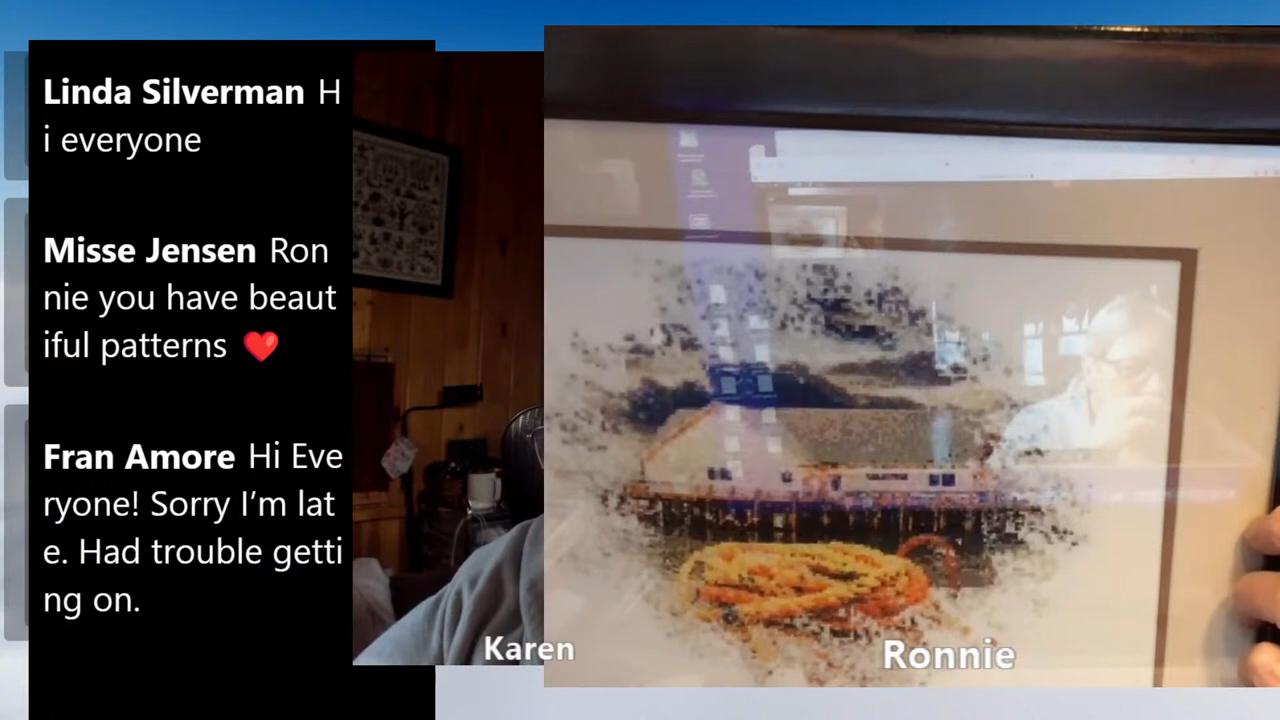 Linda Silverman H
i everyone
Misse Jensen Ron
nie you have beaut
iful patterns ❤️
Fran Amore Hi Eve
ryone! Sorry I’m lat
e. Had trouble getti
ng on.
Karen
Ronnie